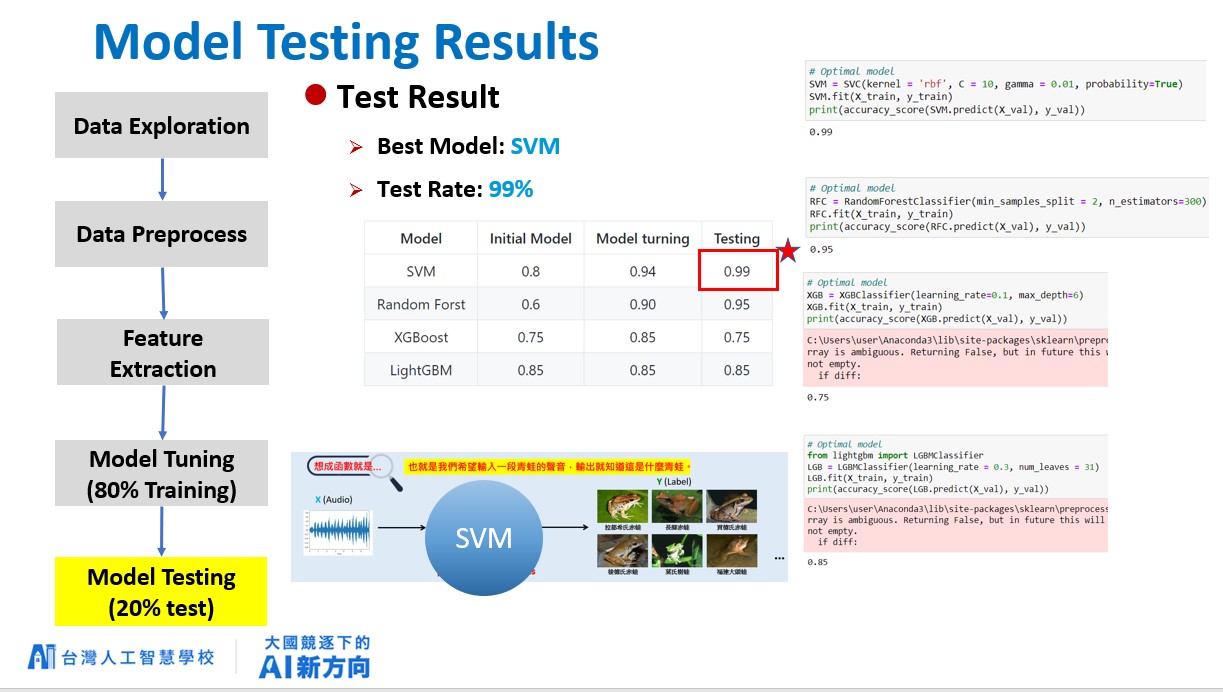 Model Testing Results
Data Exploration
Data Preprocess
Feature
Extraction
Model Tuning
(80% Training)
Model Testing
(20% test)
Test Result
Best Model: SVM
Test Rate: 99%
Model Initial Model Model turning Testing
SVM 0.8 0.94 0.99
Random Forst 0.6 0.90 0.95
XGBoost 0.75 0.85 0.75
LightGBM 0.85 0.85 0.85
想成函數就是...
也就是我們希望輸入一段青蛙的聲音，輸出就知道這是什麼青蛙。
X (Audio)
Y (Label)
SVM
拉都希氏赤蛙 長腳赤蛙 貢德氏赤蛙
梭德氏赤蛙 莫氏樹蛙 福建大頭蛙
...
# Optimal model
SVM = SVC(kernel = 'rbf', C = 10, gamma = 0.01, probability=True)
SVM.fit(X_train, y_train)
print(accuracy_score(SVM.predict(X_val), y_val))
0.99
# Optimal model
RFC = RandomForestClassifier(min_samples_split = 2, n_estimators=300)
RFC.fit(X_train, y_train)
print(accuracy_score(RFC.predict(X_val), y_val))
0.95
# Optimal model
XGB = XGBClassifier(learning_rate=0.1, max_depth=6)
XGB.fit(X_train, y_train)
print(accuracy_score(XGB.predict(X_val), y_val))
C:\Users\user\Anaconda3\lib\site-packages\sklearn\prepro
rray is ambiguous. Returning False, but in future this
not empty.
if diff:
0.75
# Optimal model
from lightgbm import LGBMClassifier
LGB = LGBMClassifier(learning_rate = 0.3, num_leaves = 31)
LGB.fit(X_train, y_train)
print(accuracy_score(LGB.predict(X_val), y_val))
C:\Users\user\Anaconda3\lib\site-packages\sklearn\preprocess
rray is ambiguous. Returning False, but in future this will
not empty.
if diff:
0.85
AI 台灣人工智慧學校
大國競逐下的
AI新方向